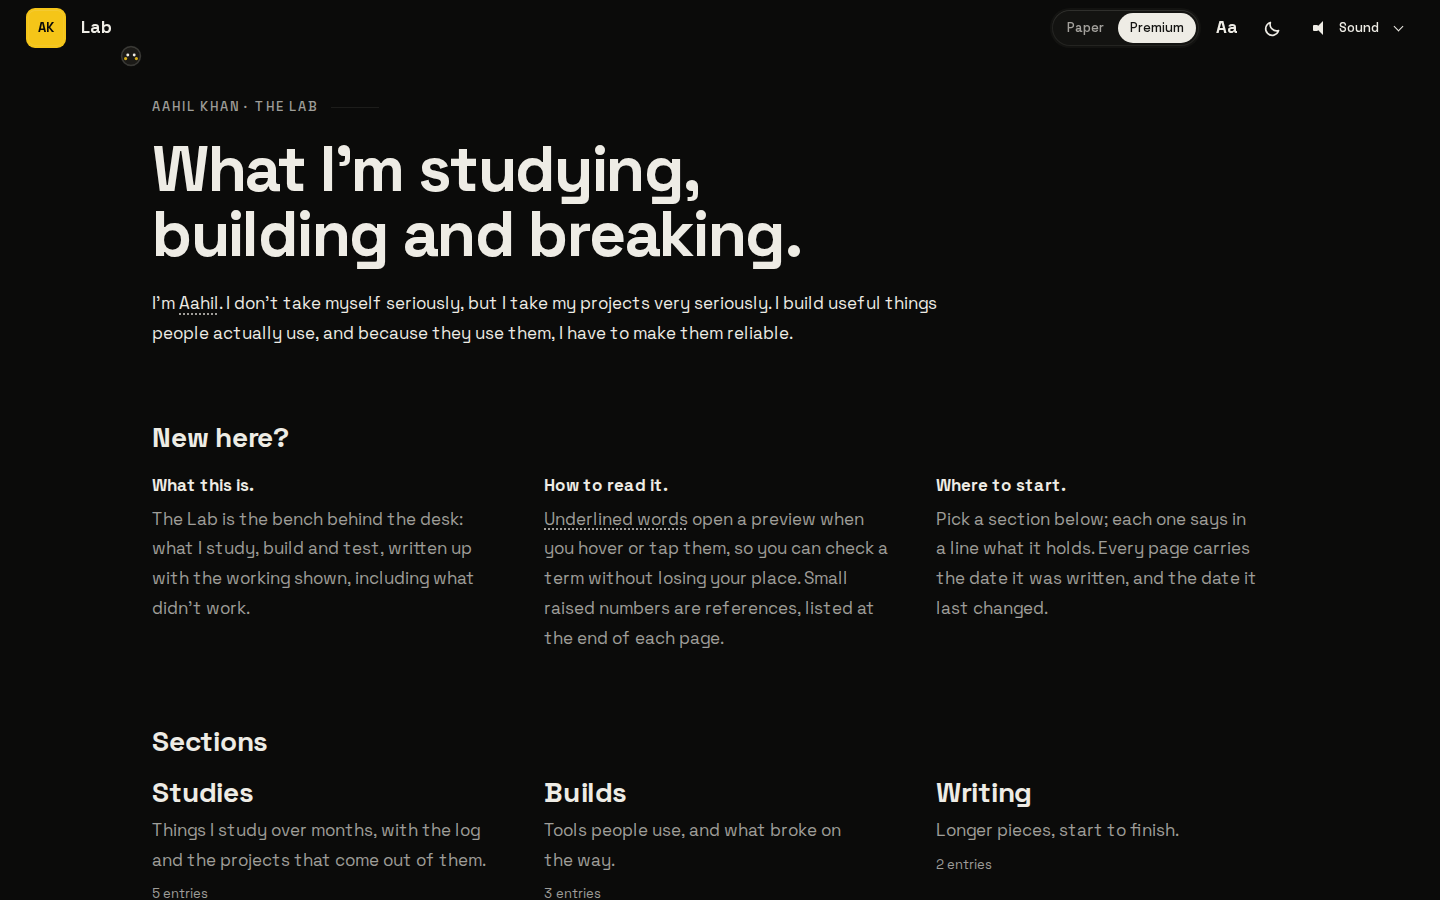 AK
Lab
Paper
Premium
Aa
Sound
AAHIL KHAN · THE LAB
What I’m studying,
building and breaking.
I’m Aahil. I don’t take myself seriously, but I take my projects very seriously. I build useful things
people actually use, and because they use them, I have to make them reliable.
New here?
What this is.
The Lab is the bench behind the desk:
what I study, build and test, written up
with the working shown, including what
didn’t work.
How to read it.
Underlined words open a preview when
you hover or tap them, so you can check a
term without losing your place. Small
raised numbers are references, listed at
the end of each page.
Where to start.
Pick a section below; each one says in
a line what it holds. Every page carries
the date it was written, and the date it
last changed.
Sections
Studies
Things I study over months, with the log
and the projects that come out of them.
5 entries
Builds
Tools people use, and what broke on
the way.
3 entries
Writing
Longer pieces, start to finish.
2 entries